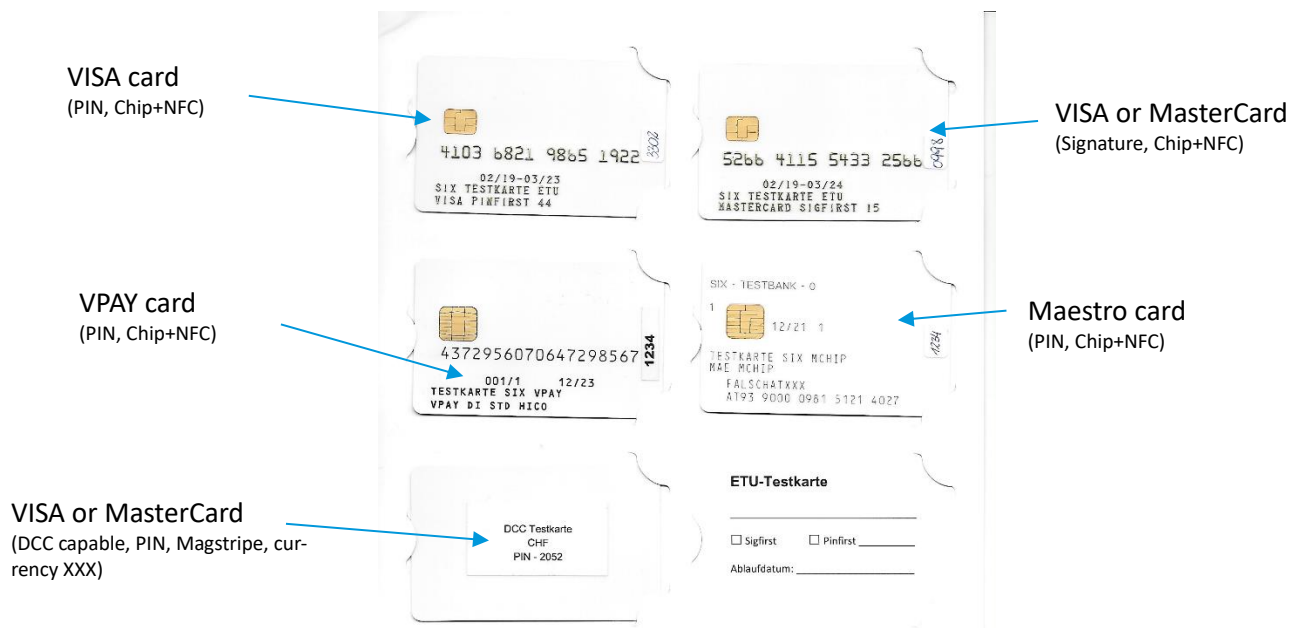 VISA card
(PIN, Chip+NFC)
4103 6821 9865 1922
3302
02/19-03/23
SIX TESTKARTE ETU
VISA PINFIRST 44
VISA or MasterCard
(Signature, Chip+NFC)
5266 4115 5433 2566
0998
02/19-03/24
SIX TESTKARTE ETU
MASTERCARD SIGFIRST 15
VPAY card
(PIN, Chip+NFC)
4372956070647298567
1234
001/1 12/23
TESTKARTE SIX VPAY
VPAY DI STD HICO
Maestro card
(PIN, Chip+NFC)
SIX - TESTBANK - 0
1
12/21 1
1234
TESTKARTE SIX MCHIP
MAE MCHIP
FALSCHATXXX
AT93 9000 0981 5121 4027
VISA or MasterCard
(DCC capable, PIN, Magstripe, cur-
rency XXX)
DCC Testkarte
CHF
PIN - 2052
ETU-Testkarte
Sigfirst Pinfirst
Ablaufdatum: